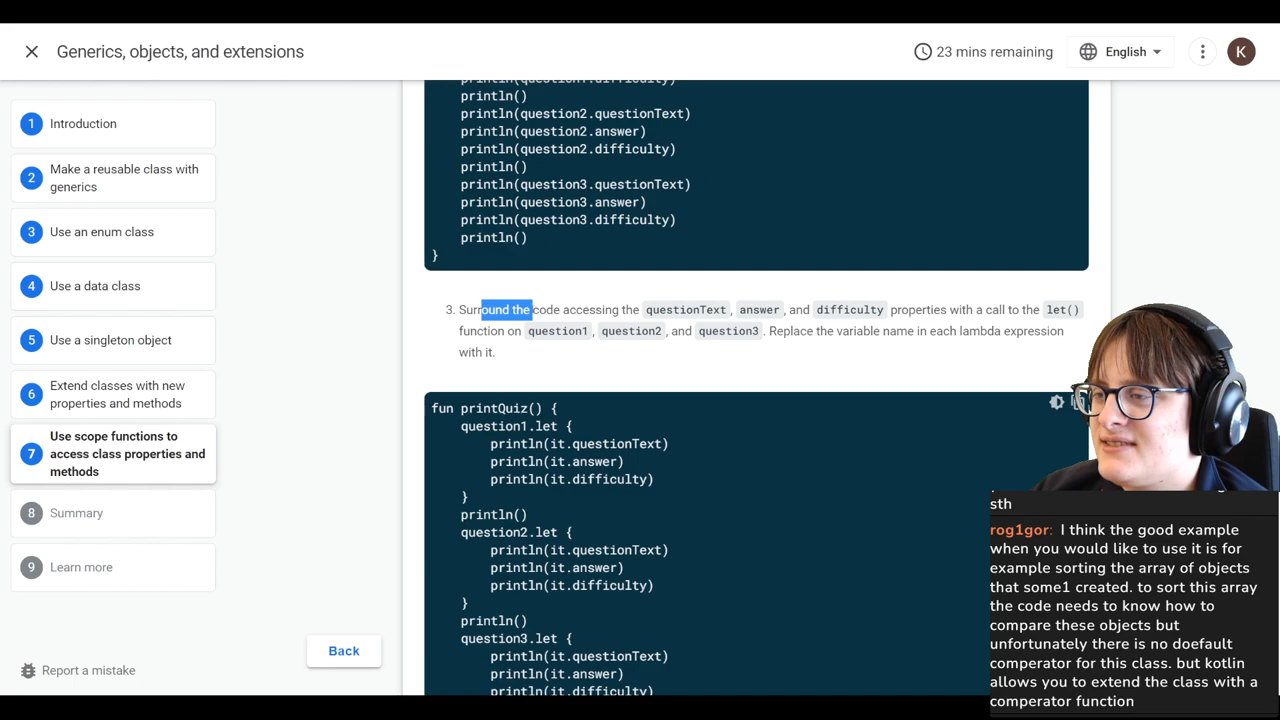 Generics, objects, and extensions
23 mins remaining
English
K
1 Introduction
2 Make a reusable class with
generics
3 Use an enum class
4 Use a data class
5 Use a singleton object
6 Extend classes with new
properties and methods
7 Use scope functions to
access class properties and
methods
8 Summary
9 Learn more
Back
Report a mistake
println(question1.difficulty)
println()
println(question2.questionText)
println(question2.answer)
println(question2.difficulty)
println()
println(question3.questionText)
println(question3.answer)
println(question3.difficulty)
println()
}
3. Surround the code accessing the questionText, answer, and difficulty properties with a call to the let()
function on question1, question2, and question3. Replace the variable name in each lambda expression
with it.
fun printQuiz() {
question1.let {
println(it.questionText)
println(it.answer)
println(it.difficulty)
}
println()
question2.let {
println(it.questionText)
println(it.answer)
println(it.difficulty)
}
println()
question3.let {
println(it.questionText)
println(it.answer)
println(it.difficulty)
sth
rog1gor: I think the good example
when you would like to use it is for
example sorting the array of objects
that some1 created. to sort this array
the code needs to know how to
compare these objects but
unfortunately there is no doefault
comperator for this class. but kotlin
allows you to extend the class with a
comperator function